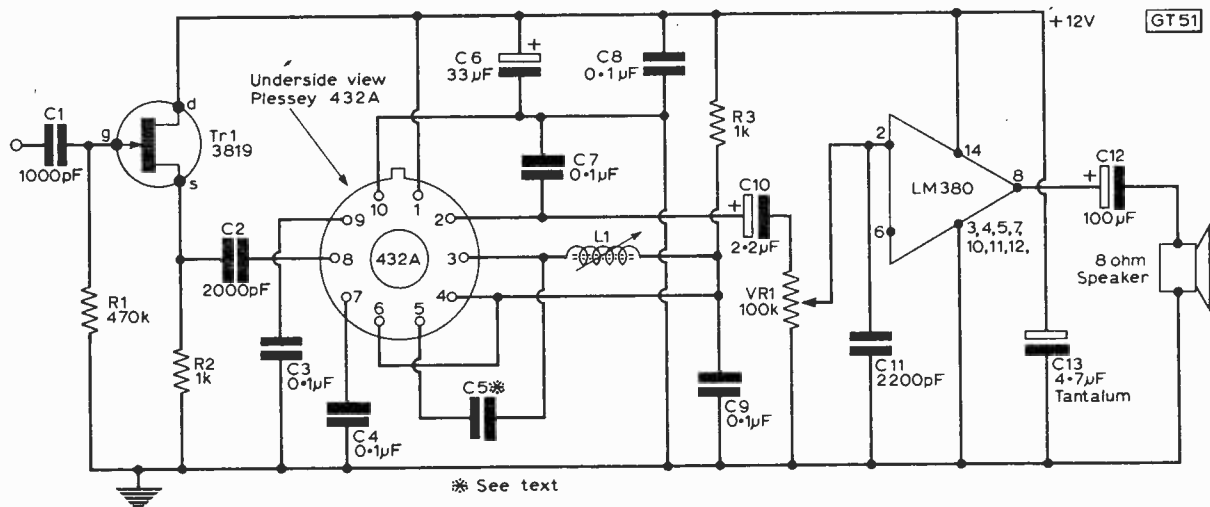 GT51
+12V
C1
1000pF
g
d
s
Tr1
3819
R1
470k
R2
1k
C2
2000pF
Underside view
Plessey 432A
C3
0·1µF
C4
0·1µF
432A
1
2
3
4
5
6
7
8
9
10
C5※
C6
+
33µF
C7
0·1µF
C8
0·1µF
L1
R3
1k
C9
0·1µF
C10
+
2·2µF
VR1
100k
C11
2200pF
2
6
LM380
14
8
3,4,5,7,
10,11,12,
C12
+
100µF
C13
4·7µF
Tantalum
8 ohm
Speaker
※ See text